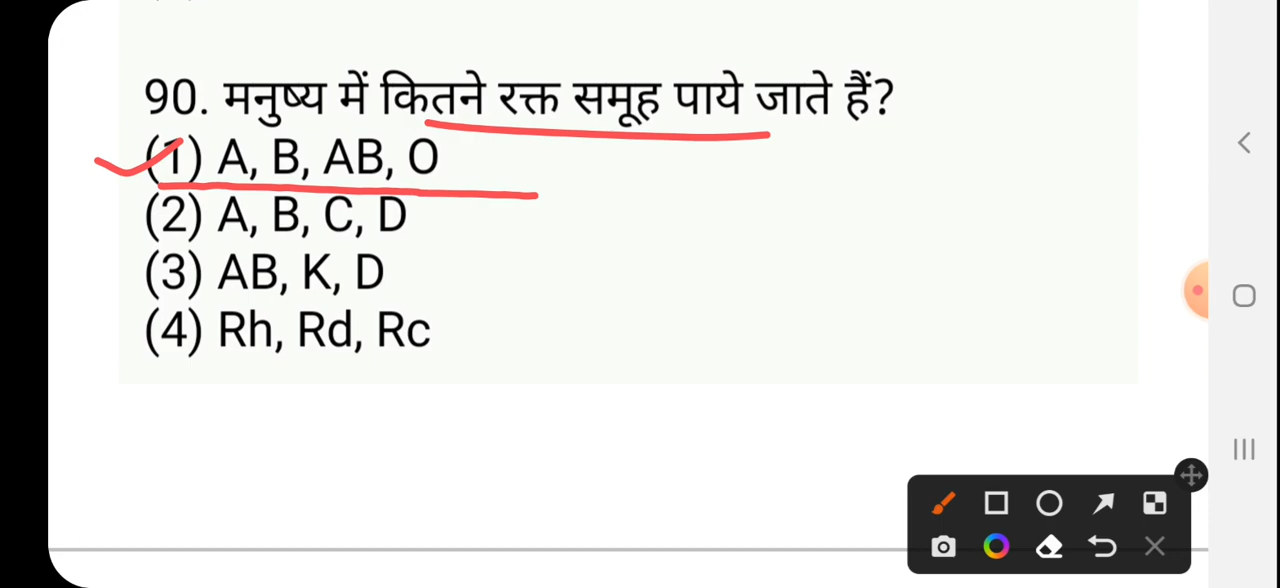 90. मनुष्य में कितने रक्त समूह पाये जाते हैं?
(1) A, B, AB, O
(2) A, B, C, D
(3) AB, K, D
(4) Rh, Rd, Rc